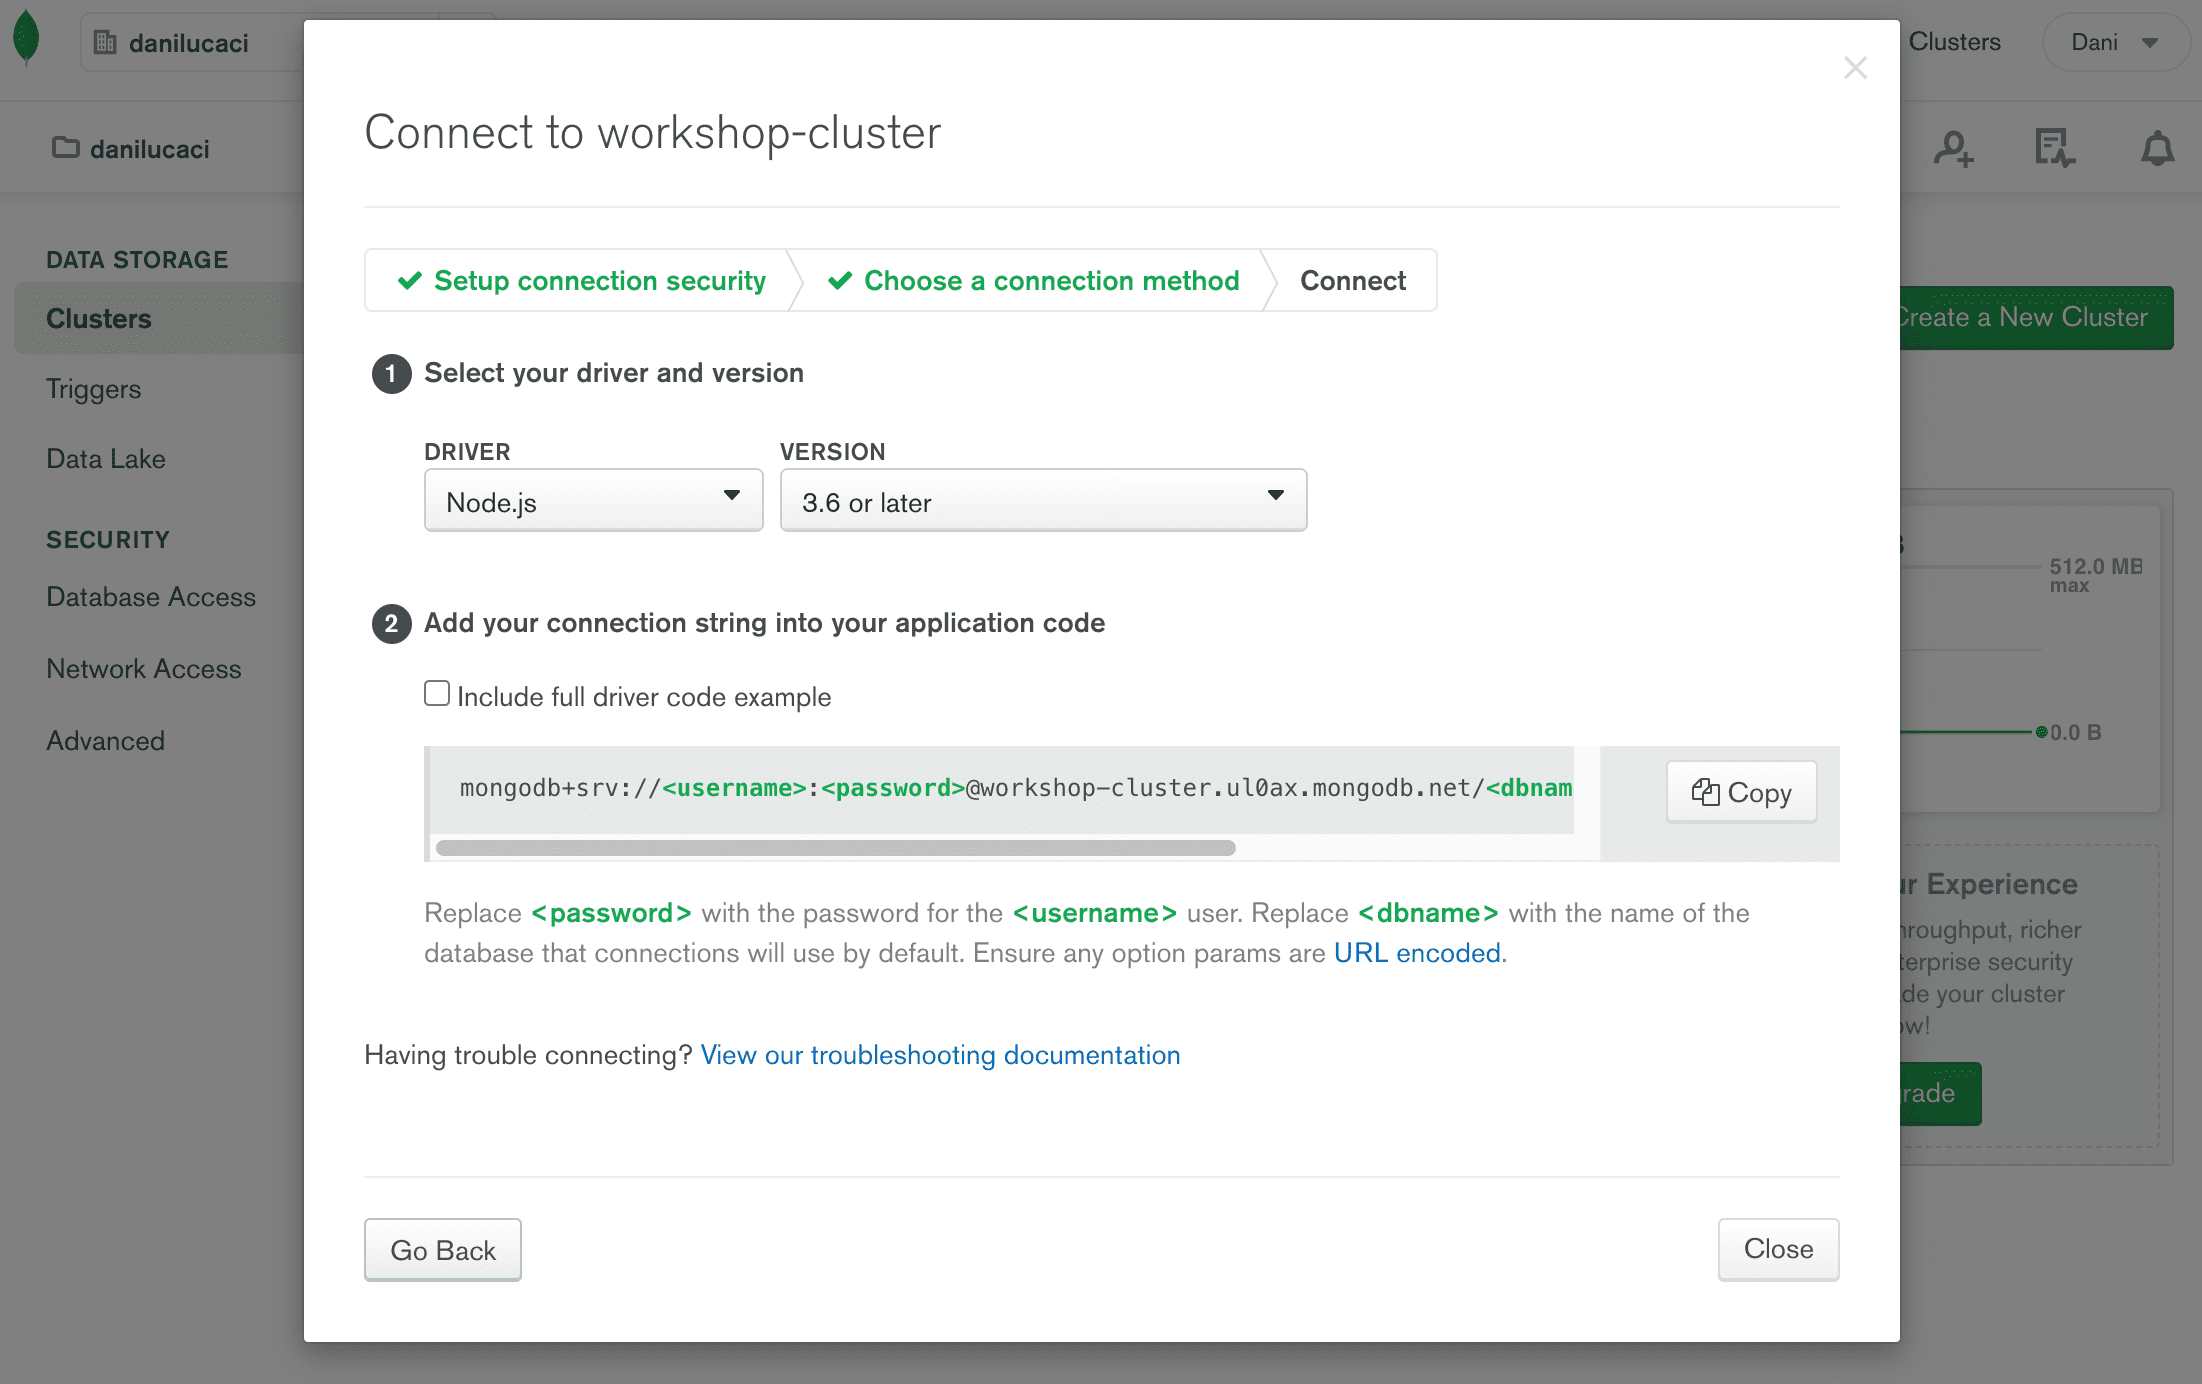 danilucaci
Clusters
Dani
danilucaci
DATA STORAGE
Clusters
Triggers
Data Lake
SECURITY
Database Access
Network Access
Advanced
Connect to workshop-cluster
Setup connection security
Choose a connection method
Connect
1 Select your driver and version
DRIVER VERSION
Node.js 3.6 or later
2 Add your connection string into your application code
Include full driver code example
mongodb+srv://<username>:<password>@workshop-cluster.ul0ax.mongodb.net/<dbnam
Copy
Replace <password> with the password for the <username> user. Replace <dbname> with the name of the
database that connections will use by default. Ensure any option params are URL encoded.
Having trouble connecting? View our troubleshooting documentation
Go Back
Close
Create a New Cluster
512.0 MB
max
0.0 B
Experience
richer
security
your cluster